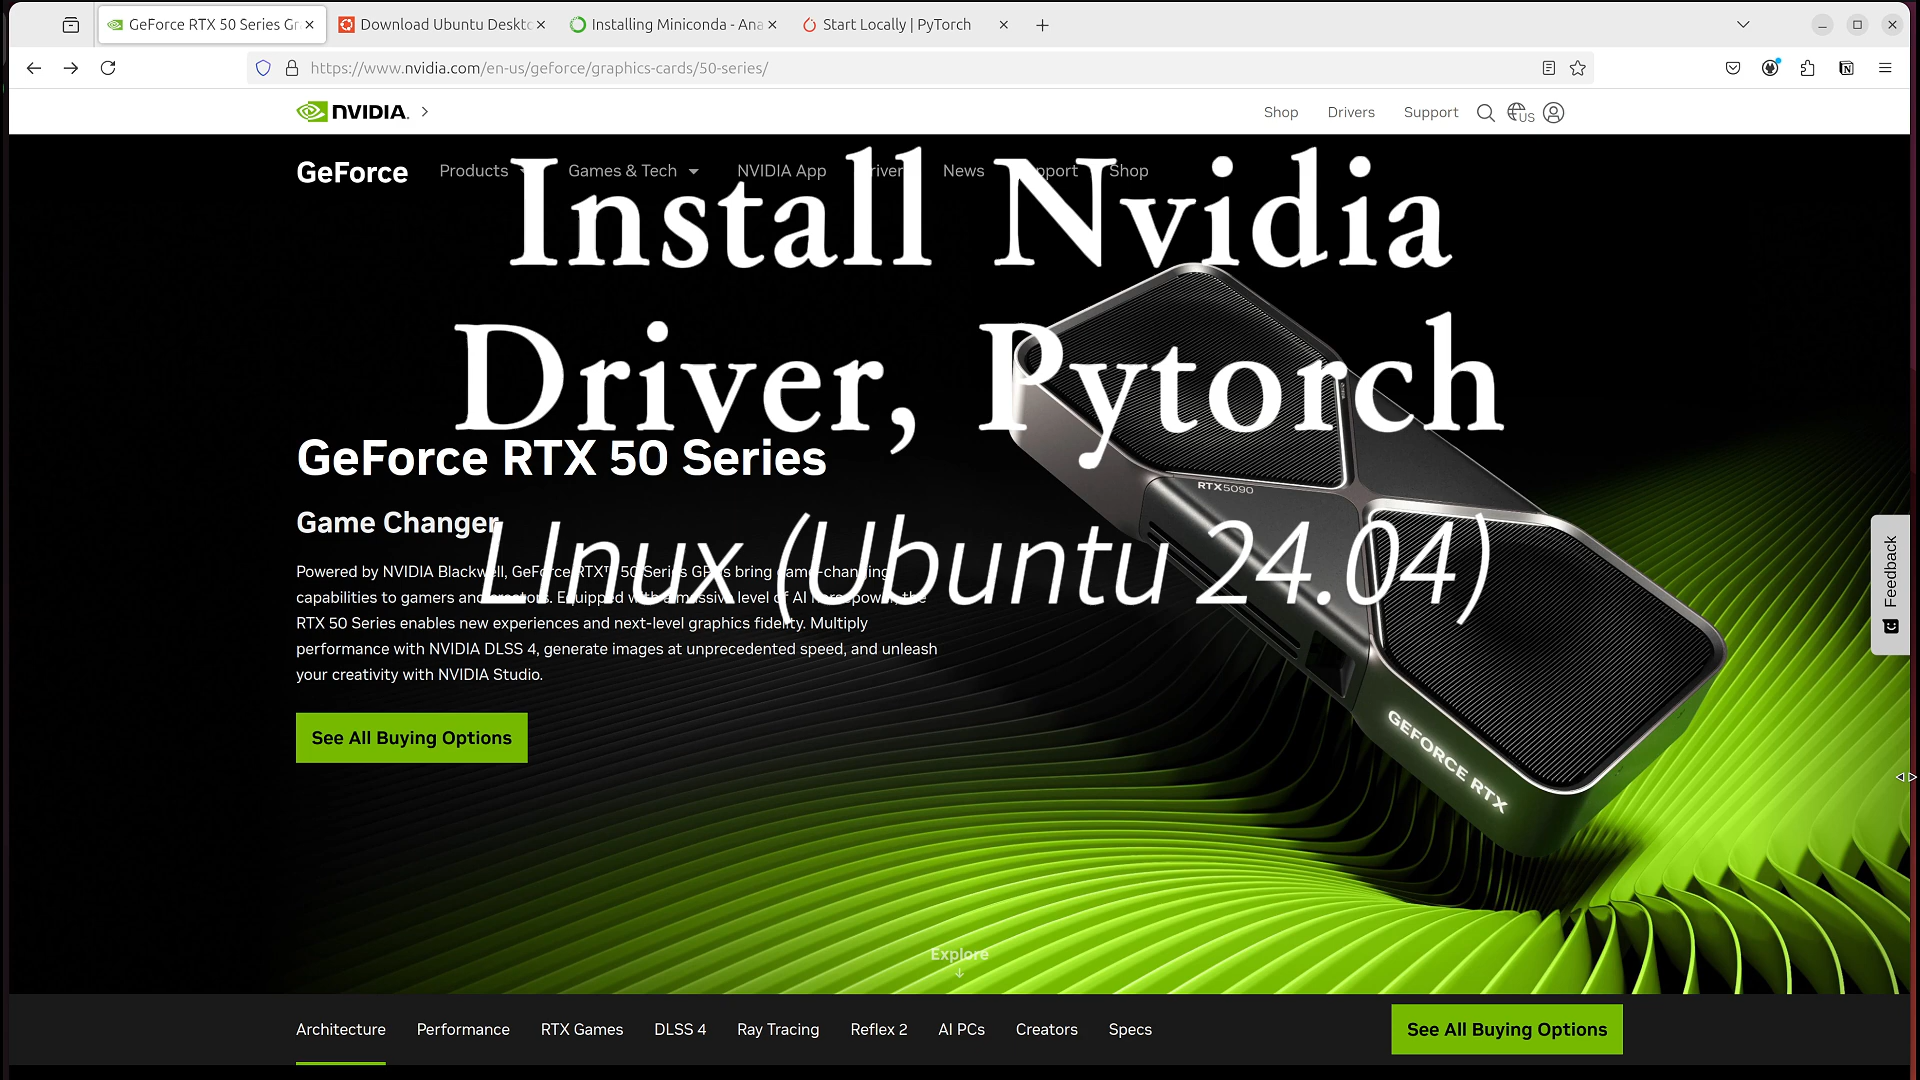 GeForce RTX 50 Series Gr
Download Ubuntu Deskto
Installing Miniconda - Ana
Start Locally | PyTorch
https://www.nvidia.com/en-us/geforce/graphics-cards/50-series/
NVIDIA.
Shop
Drivers
Support
US
GeForce
Products
Games & Tech
NVIDIA App
News
Shop
Install Nvidia
Driver, Pytorch
LInux (Ubuntu 24.04)
GeForce RTX 50 Series
Game Changer
Powered by NVIDIA Blackwell, GeForce RTX™ 50 Series GPUs bring game-changing
capabilities to gamers and creators. Equipped with a massive level of AI horsepower, the
RTX 50 Series enables new experiences and next-level graphics fidelity. Multiply
performance with NVIDIA DLSS 4, generate images at unprecedented speed, and unleash
your creativity with NVIDIA Studio.
See All Buying Options
RTX 5090
GEFORCE RTX
Feedback
Explore
Architecture
Performance
RTX Games
DLSS 4
Ray Tracing
Reflex 2
AI PCs
Creators
Specs
See All Buying Options